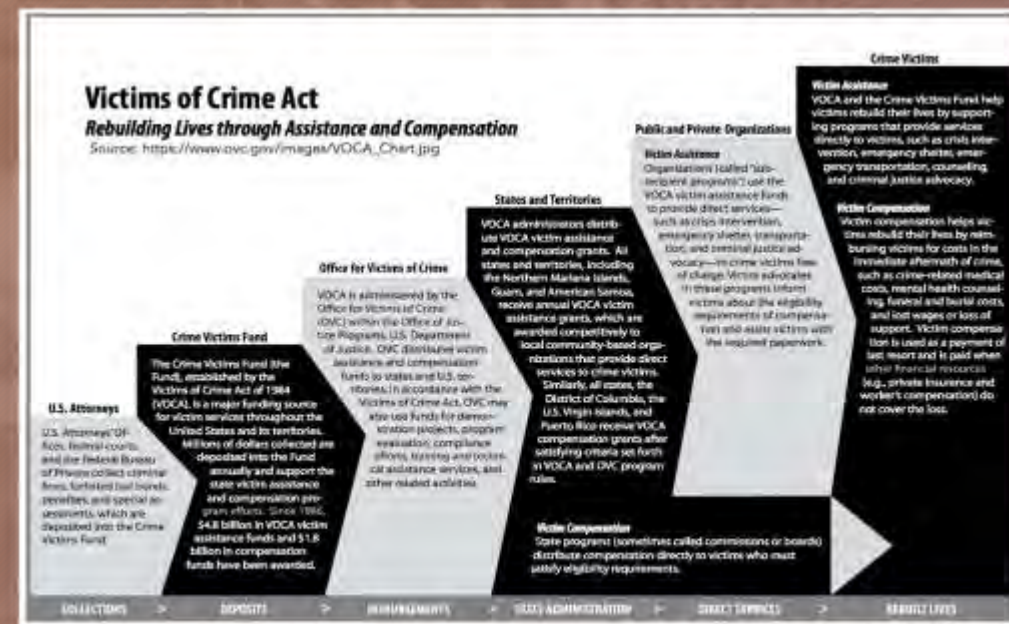 Victims of Crime Act
Rebuilding Lives through Assistance and Compensation
Source: https://www.ovc.gov/images/VOCA_Chart.jpg
U.S. Attorneys
U.S. Attorneys' Of-
fices, federal courts,
and the Federal Bureau
of Prisons collect criminal
fines, forfeited bail bonds,
penalties, and special as-
sessments, which are
deposited into the Crime
Victims Fund.
Crime Victims Fund
The Crime Victims Fund (the
Fund), established by the
Victims of Crime Act of 1984
(VOCA), is a major funding source
for victim services throughout the
United States and its territories.
Millions of dollars collected are
deposited into the Fund
annually and support the
state victim assistance
and compensation pro-
gram efforts. Since 1986,
$4.8 billion in VOCA victim
assistance funds and $1.8
billion in compensation
funds have been awarded.
Office for Victims of Crime
VOCA is administered by the
Office for Victims of Crime
(OVC) within the Office of Jus-
tice Programs, U.S. Department
of Justice. OVC distributes victim
assistance and compensation
funds to states and U.S. ter-
ritories. In accordance with the
Victims of Crime Act, OVC may
also use funds for demon-
stration projects, program
evaluation, compliance
efforts, training and techni-
cal assistance services, and
other related activities.
States and Territories
VOCA administrators distrib-
ute VOCA victim assistance
and compensation grants. All
states and territories, including
the Northern Mariana Islands,
Guam, and American Samoa,
receive annual VOCA victim
assistance grants, which are
awarded competitively to
local community-based orga-
nizations that provide direct
services to crime victims.
Similarly, all states, the
District of Columbia, the
U.S. Virgin Islands, and
Puerto Rico receive VOCA
compensation grants after
satisfying criteria set forth
in VOCA and OVC program
rules.
Public and Private Organizations
Victim Assistance
Organizations (called "sub-
recipient programs") use the
VOCA victim assistance funds
to provide direct services—
such as crisis intervention,
emergency shelter, transporta-
tion, and criminal justice ad-
vocacy—to crime victims free
of charge. Victim advocates
in these programs inform
victims about the eligibility
requirements of compensa-
tion and assist victims with
the required paperwork.
Victim Compensation
State programs (sometimes called commissions or boards)
distribute compensation directly to victims who must
satisfy eligibility requirements.
Crime Victims
Victim Assistance
VOCA and the Crime Victims Fund help
victims rebuild their lives by support-
ing programs that provide services
directly to victims, such as crisis inter-
vention, emergency shelter, emer-
gency transportation, counseling,
and criminal justice advocacy.
Victim Compensation
Victim compensation helps vic-
tims rebuild their lives by reim-
bursing victims for costs in the
immediate aftermath of crime,
such as crime-related medical
costs, mental health counsel-
ing, funeral and burial costs,
and lost wages or loss of
support. Victim compensa
tion is used as a payment of
last resort and is paid when
other financial resources
(e.g., private insurance and
worker's compensation) do
not cover the loss.
COLLECTIONS > DEPOSITS > DISBURSEMENTS > STATE ADMINISTRATION > DIRECT SERVICES > REBUILT LIVES